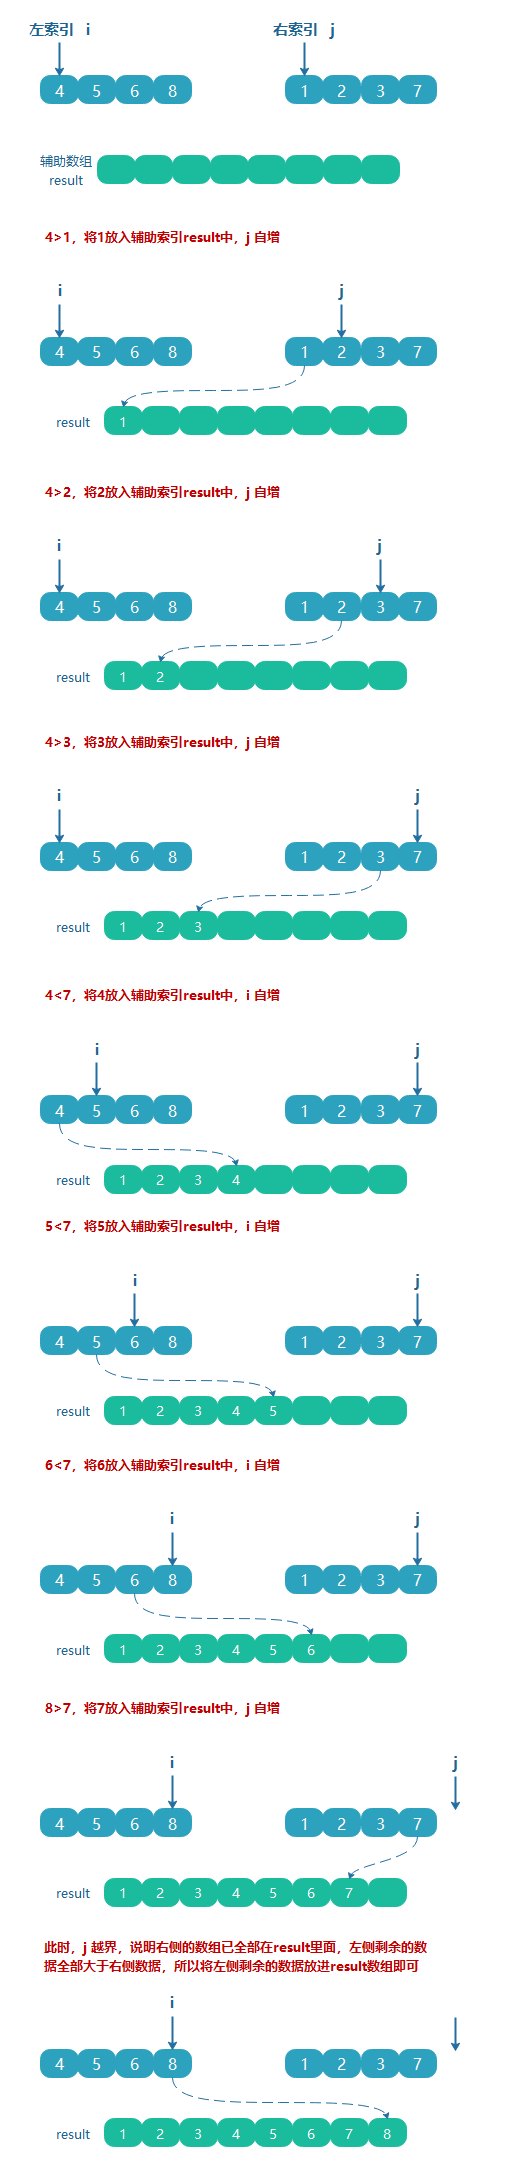 左索引 i 右索引 j
4 5 6 8 1 2 3 7
辅助数组
result
4>1，将1放入辅助索引result中，j 自增
i j
4 5 6 8 1 2 3 7
result 1
4>2，将2放入辅助索引result中，j 自增
i j
4 5 6 8 1 2 3 7
result 1 2
4>3，将3放入辅助索引result中，j 自增
i j
4 5 6 8 1 2 3 7
result 1 2 3
4<7，将4放入辅助索引result中，i 自增
i j
4 5 6 8 1 2 3 7
result 1 2 3 4
5<7，将5放入辅助索引result中，i 自增
i j
4 5 6 8 1 2 3 7
result 1 2 3 4 5
6<7，将6放入辅助索引result中，i 自增
i j
4 5 6 8 1 2 3 7
result 1 2 3 4 5 6
8>7，将7放入辅助索引result中，j 自增
i j
4 5 6 8 1 2 3 7
result 1 2 3 4 5 6 7
此时，j 越界，说明右侧的数组已全部在result里面，左侧剩余的数
据全部大于右侧数据，所以将左侧剩余的数据放进result数组即可
i
4 5 6 8 1 2 3 7
result 1 2 3 4 5 6 7 8